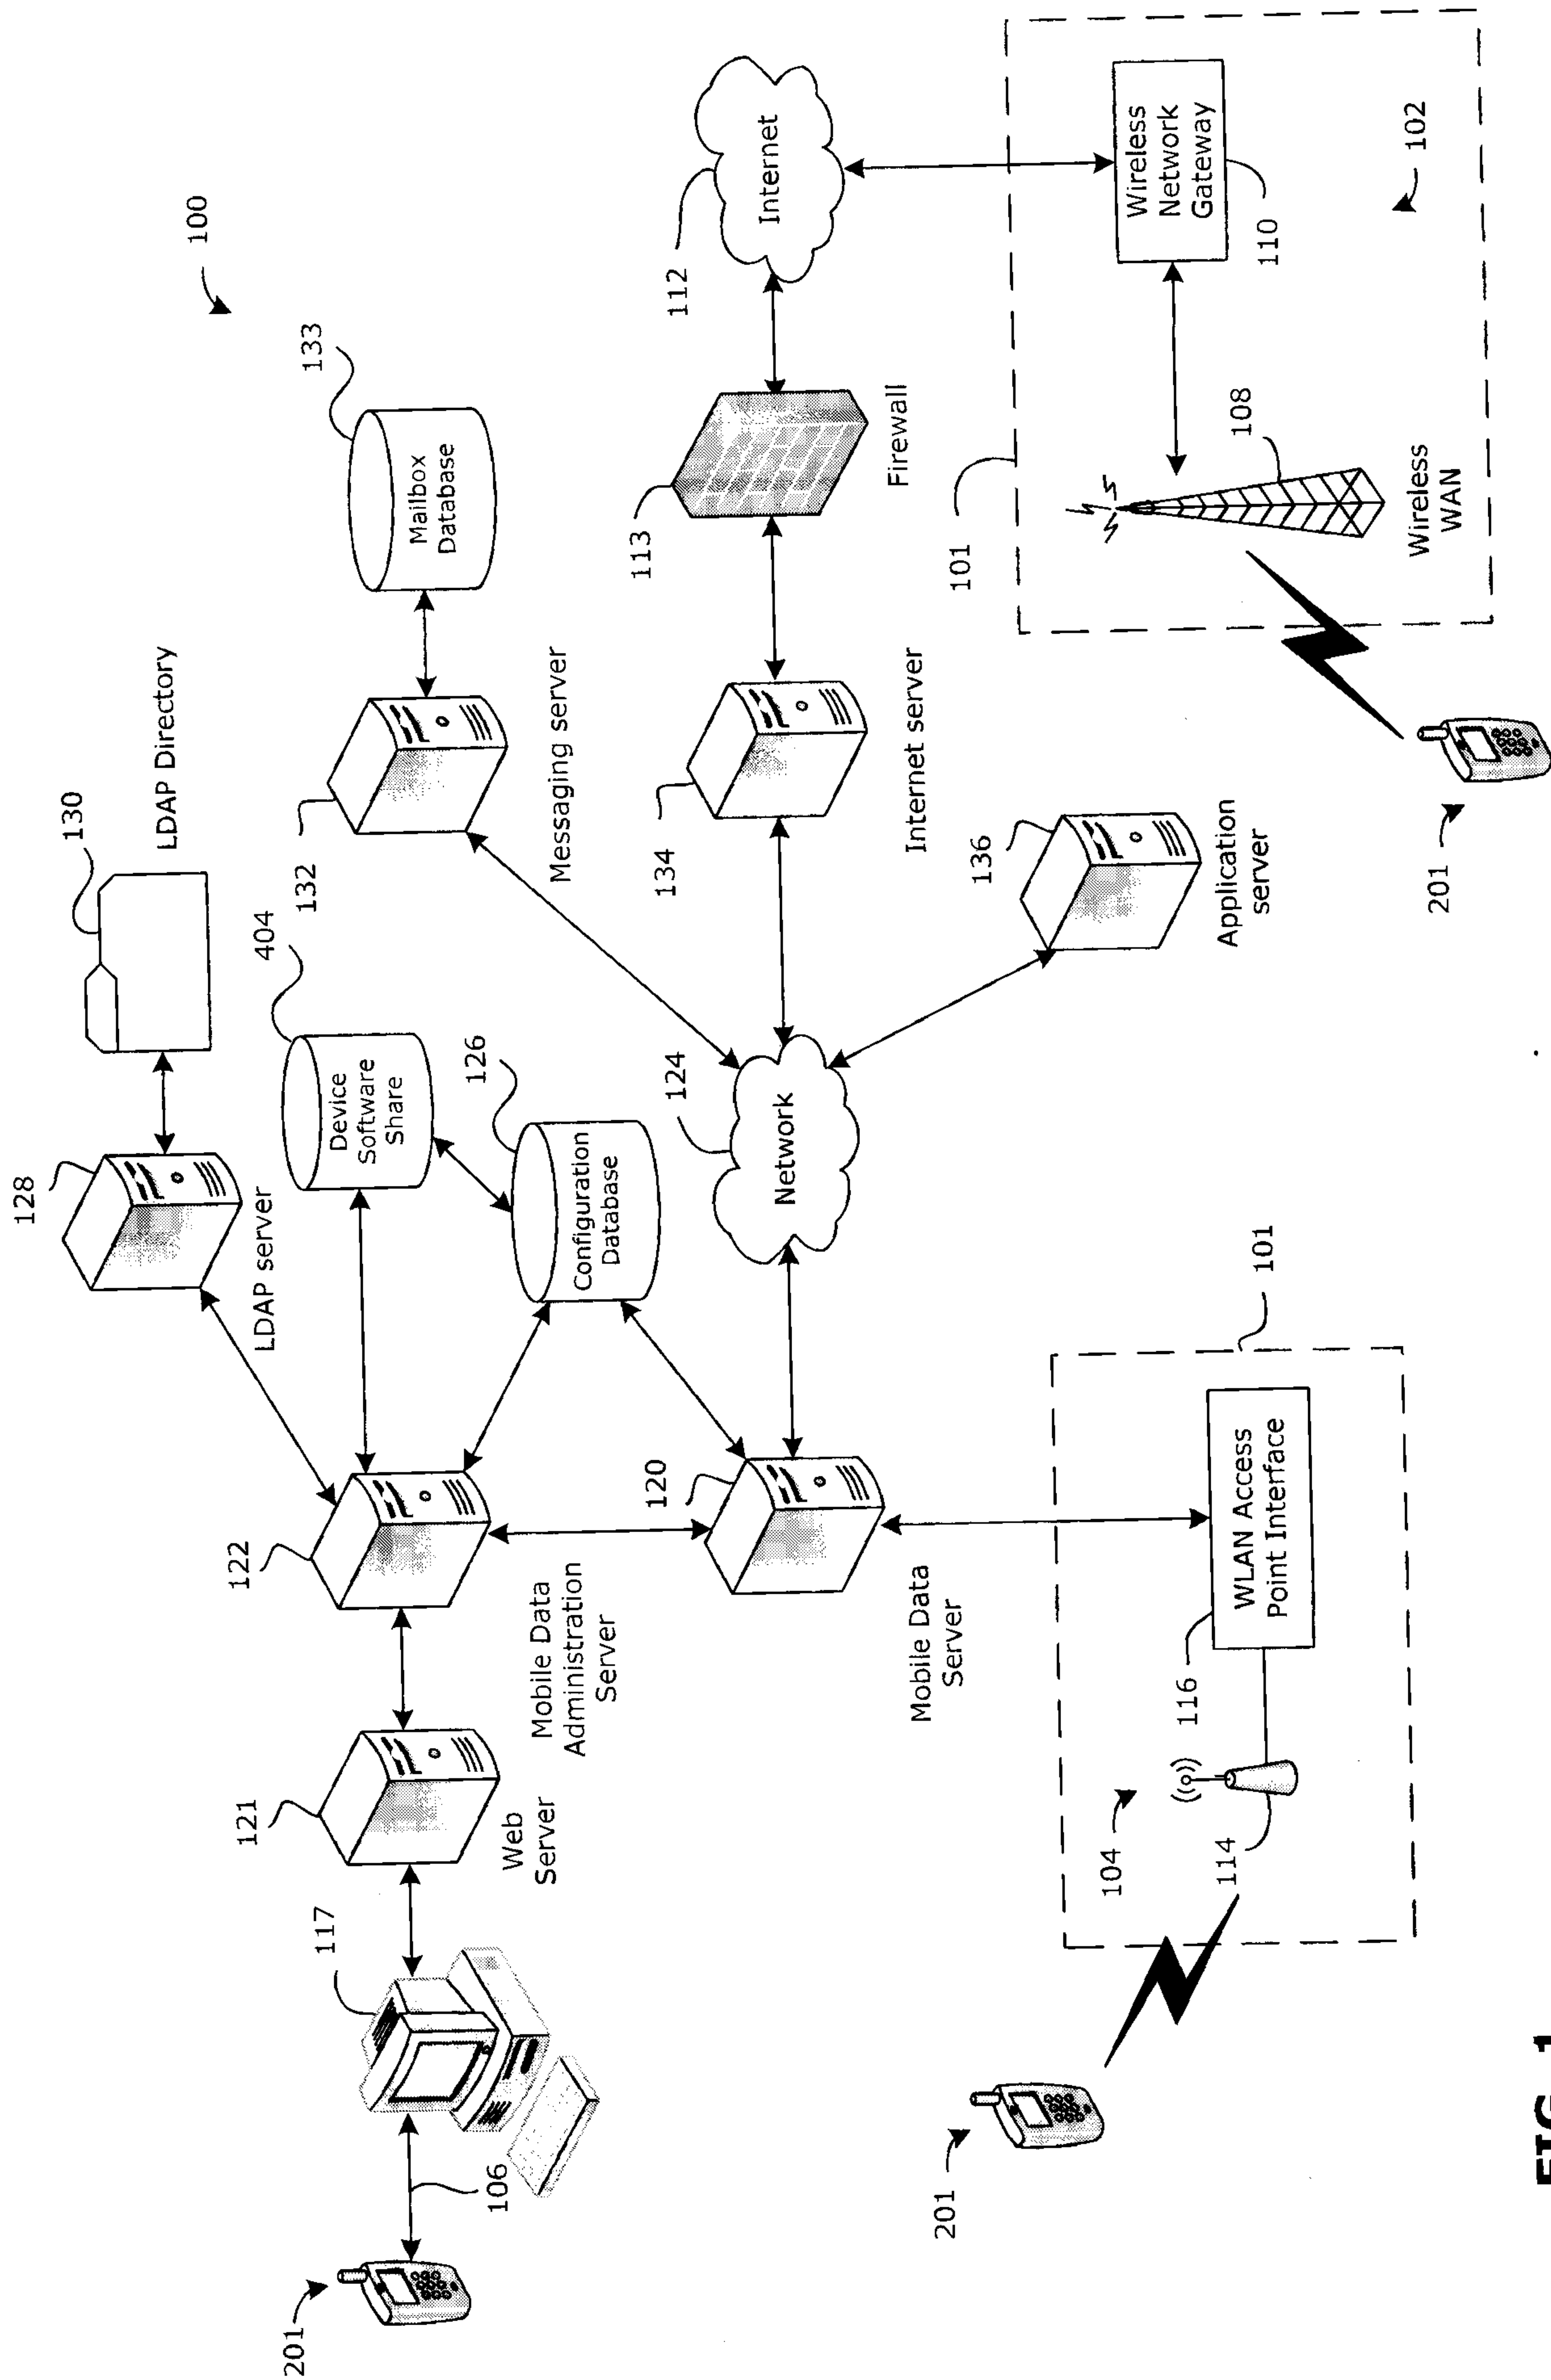 100
128
130
LDAP Directory
LDAP server
404
Device
Software
Share
133
Mailbox
Database
132
Messaging server
126
Configuration
Database
201
106
117
121
Web
Server
122
Mobile Data
Administration
Server
120
Mobile Data
Server
124
Network
134
Internet server
113
Firewall
112
Internet
136
Application
server
201
104
114
116
WLAN Access
Point Interface
101
201
101
108
Wireless
WAN
Wireless
Network
Gateway
110
102
FIG. 1